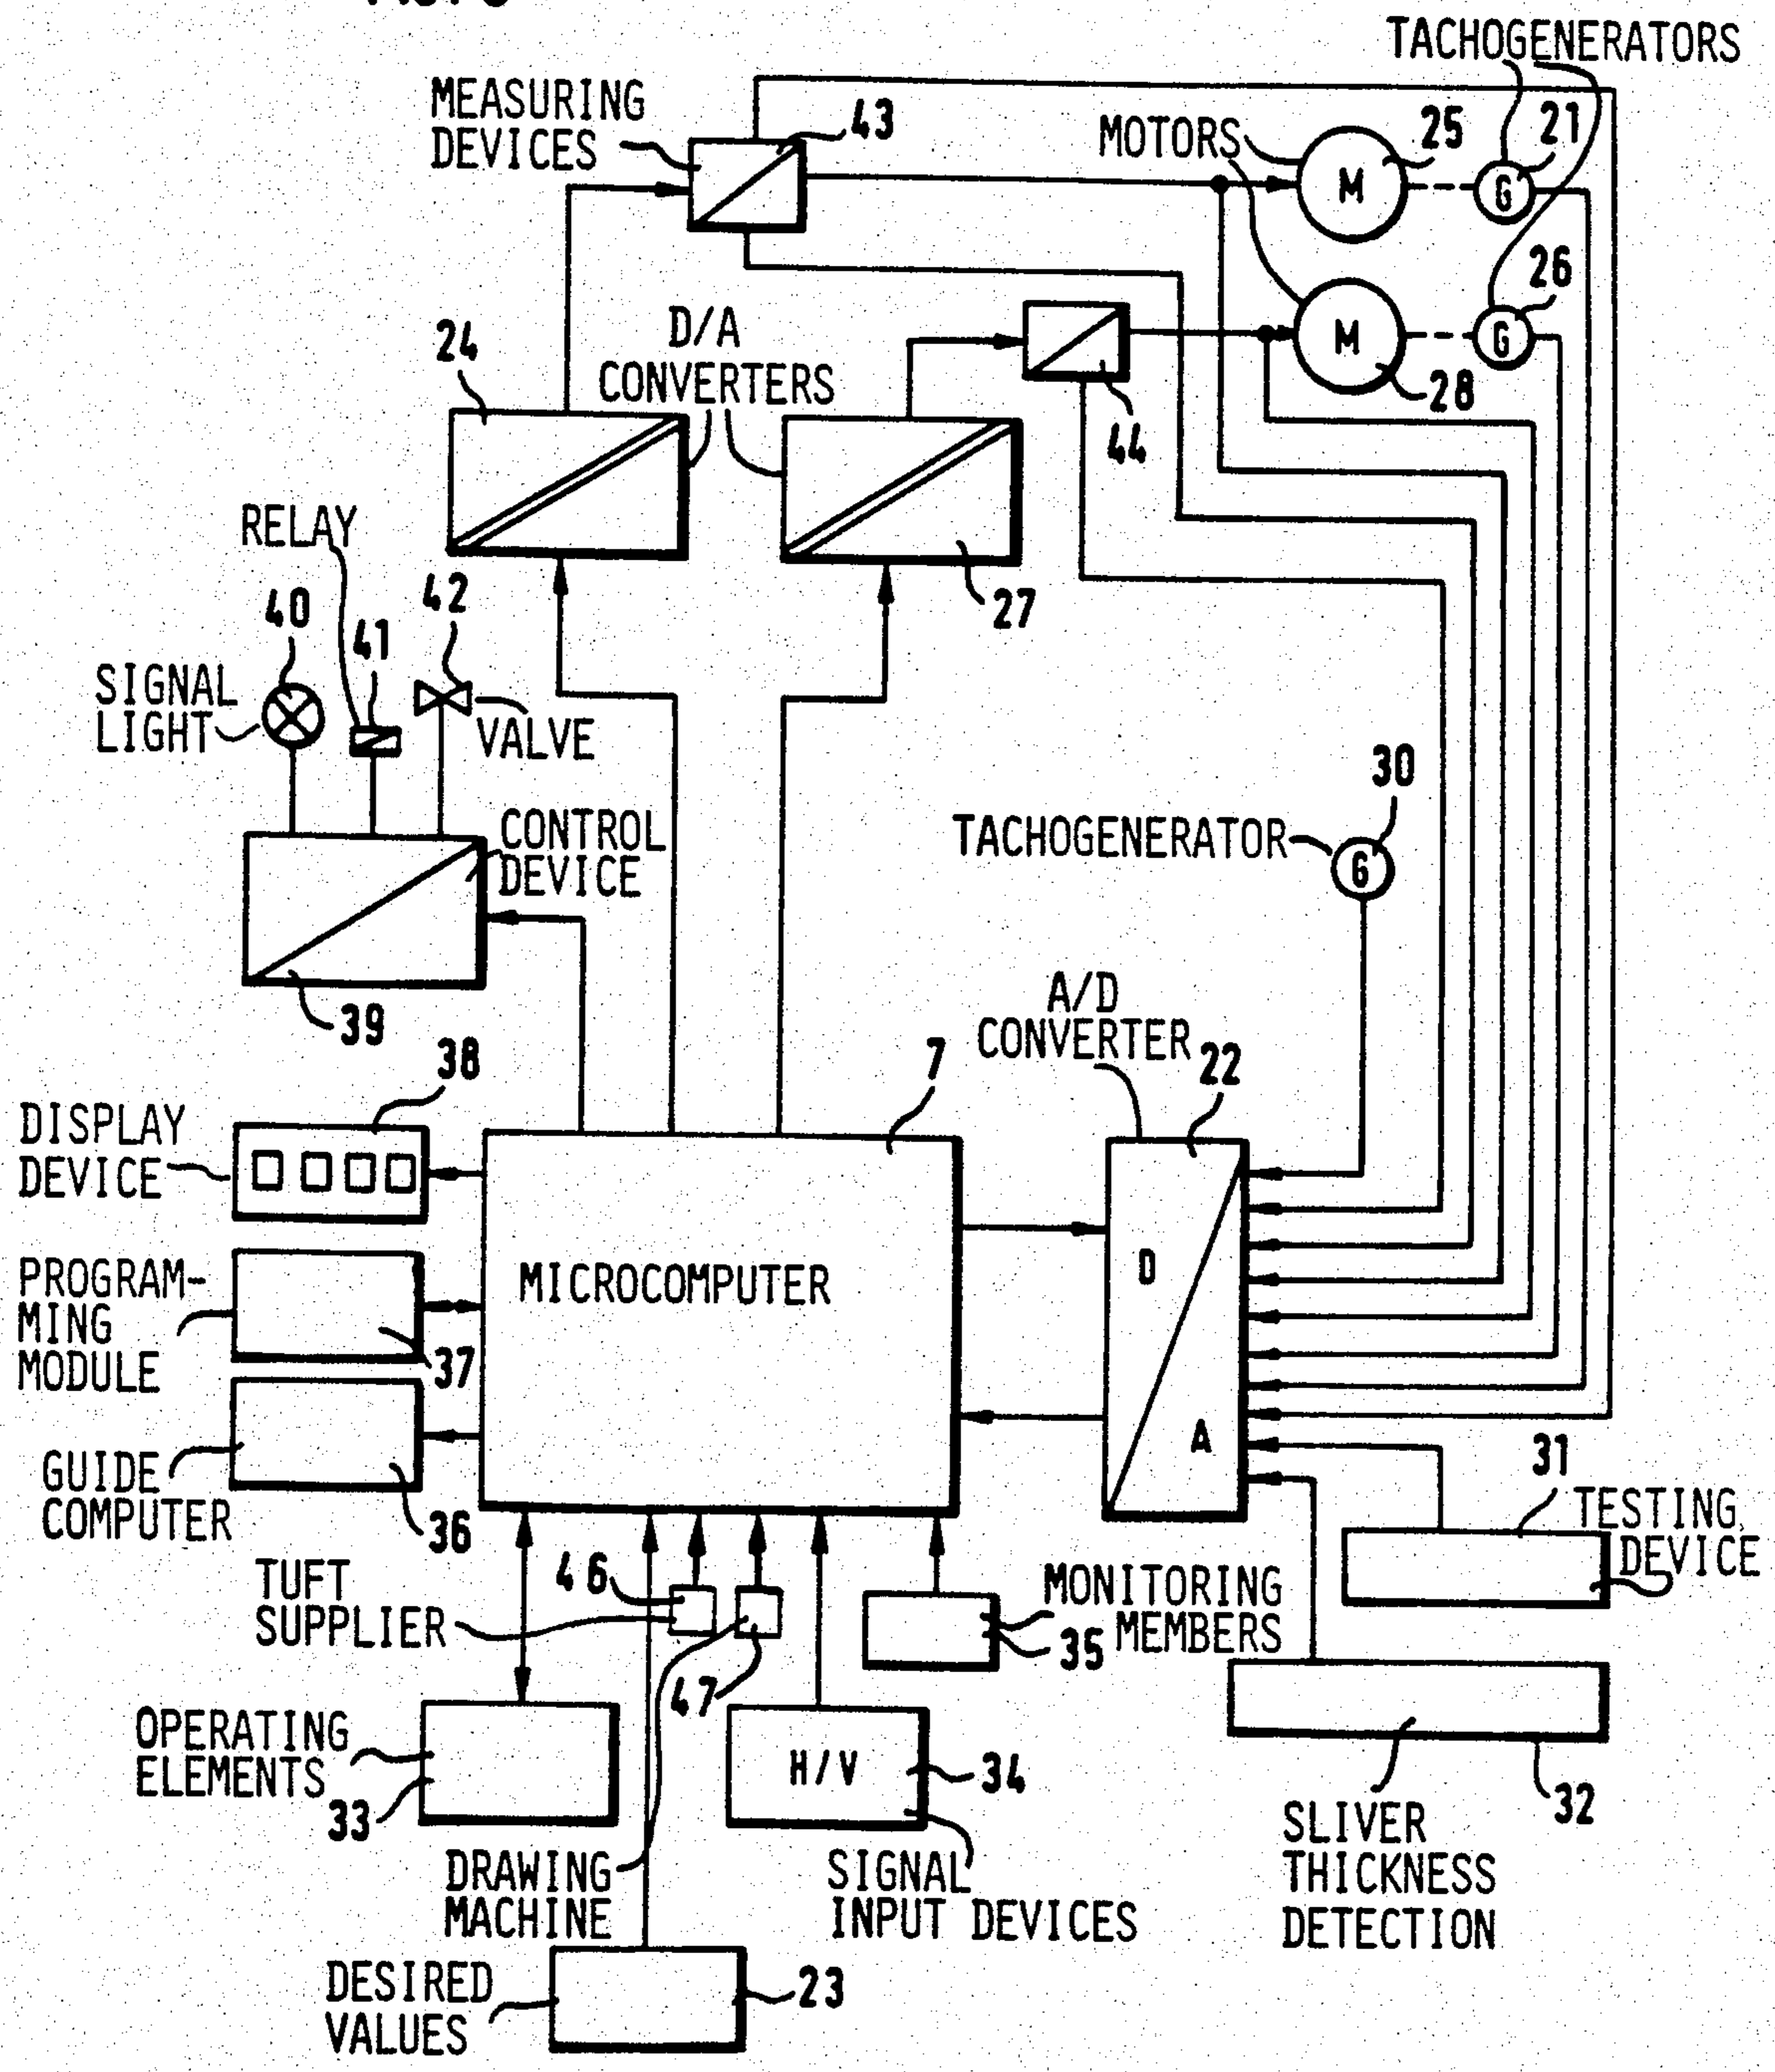 TACHOGENERATORS
MEASURING
DEVICES
43
MOTORS
25
21
M
G
26
24
D/A
CONVERTERS
M
G
28
44
RELAY
42
27
40
41
SIGNAL
LIGHT
VALVE
30
CONTROL
DEVICE
TACHOGENERATOR
G
39
A/D
CONVERTER
22
38
7
DISPLAY
DEVICE
MICROCOMPUTER
D
PROGRAM-
MING
MODULE
37
A
31
GUIDE
COMPUTER
36
TESTING
DEVICE
TUFT
SUPPLIER
46
MONITORING
MEMBERS
35
47
OPERATING
ELEMENTS
33
H/V
34
32
DRAWING
MACHINE
SIGNAL
INPUT DEVICES
SLIVER
THICKNESS
DETECTION
DESIRED
VALUES
23